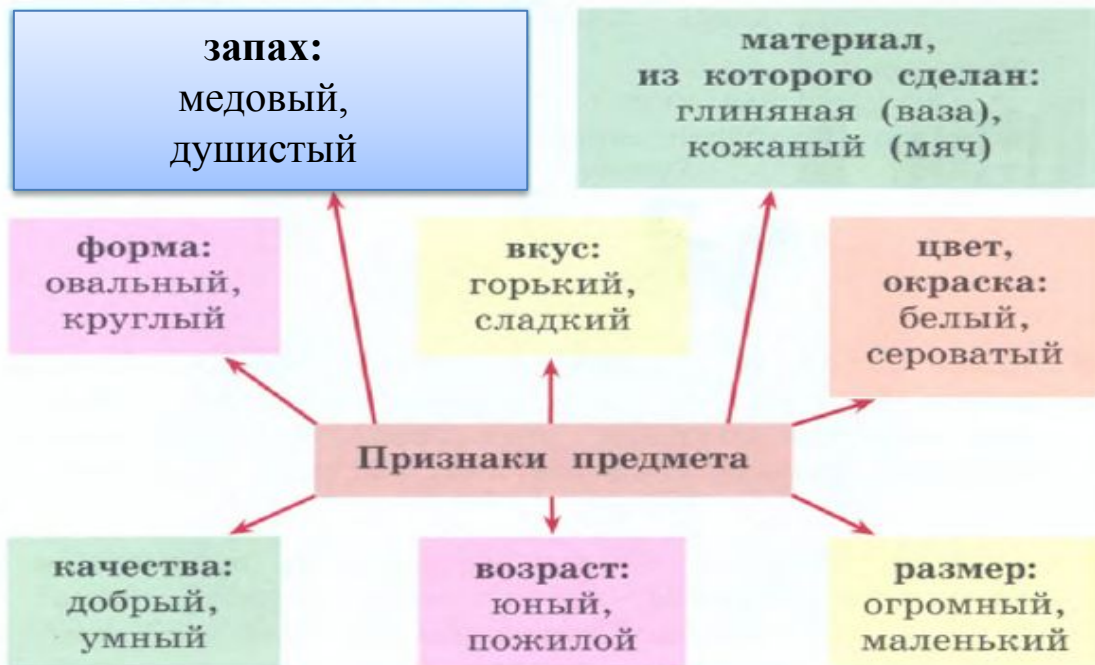 запах:
медовый,
душистый
материал,
из которого сделан:
глиняная (ваза),
кожаный (мяч)
форма:
овальный,
круглый
вкус:
горький,
сладкий
цвет,
окраска:
белый,
сероватый
Признаки предмета
качества:
добрый,
умный
возраст:
юный,
пожилой
размер:
огромный,
маленький